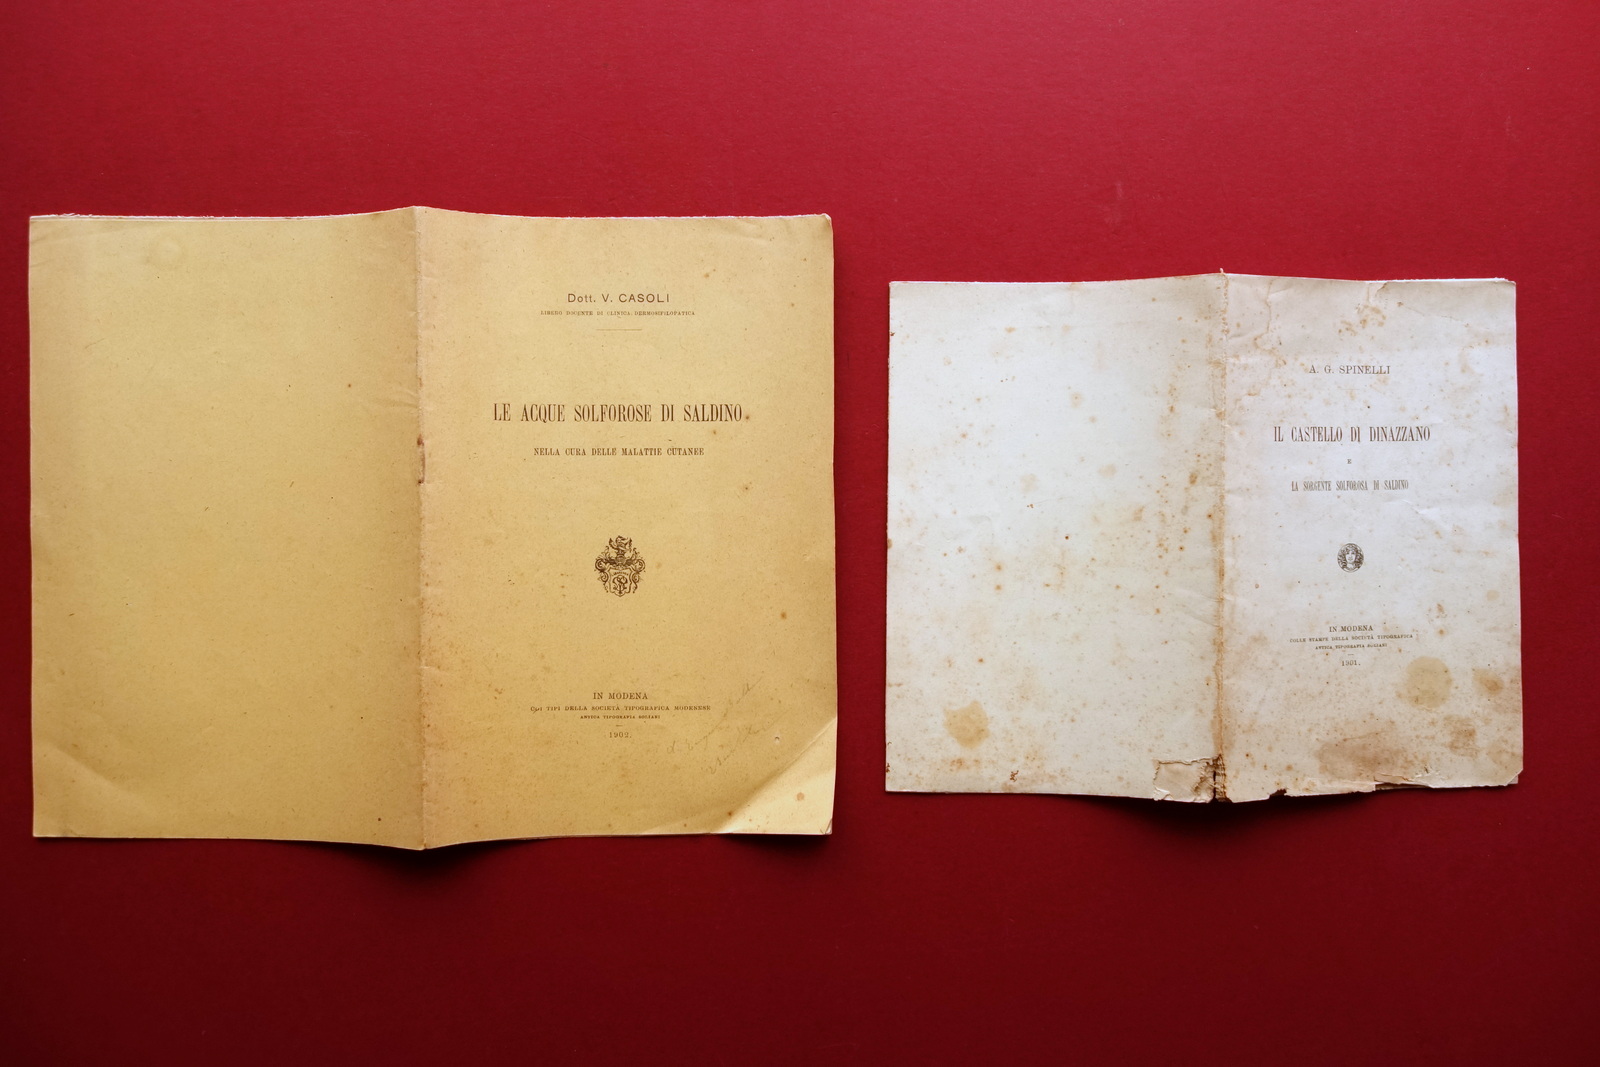 Dott. V. CASOLI
LIBERO DOCENTE DI CLINICA DERMOSIFILOPATICA
LE ACQUE SOLFOROSE DI SALDINO
NELLA CURA DELLE MALATTIE CUTANEE
IN MODENA
COI TIPI DELLA SOCIETÀ TIPOGRAFICA MODENESE
ANTICA TIPOGRAFIA SOLIANI
1902.
A. G. SPINELLI
IL CASTELLO DI DINAZZANO
E
LA SORGENTE SOLFOROSA DI SALDINO
IN MODENA
COLLE STAMPE DELLA SOCIETÀ TIPOGRAFICA
ANTICA TIPOGRAFIA SOLIANI
1901.